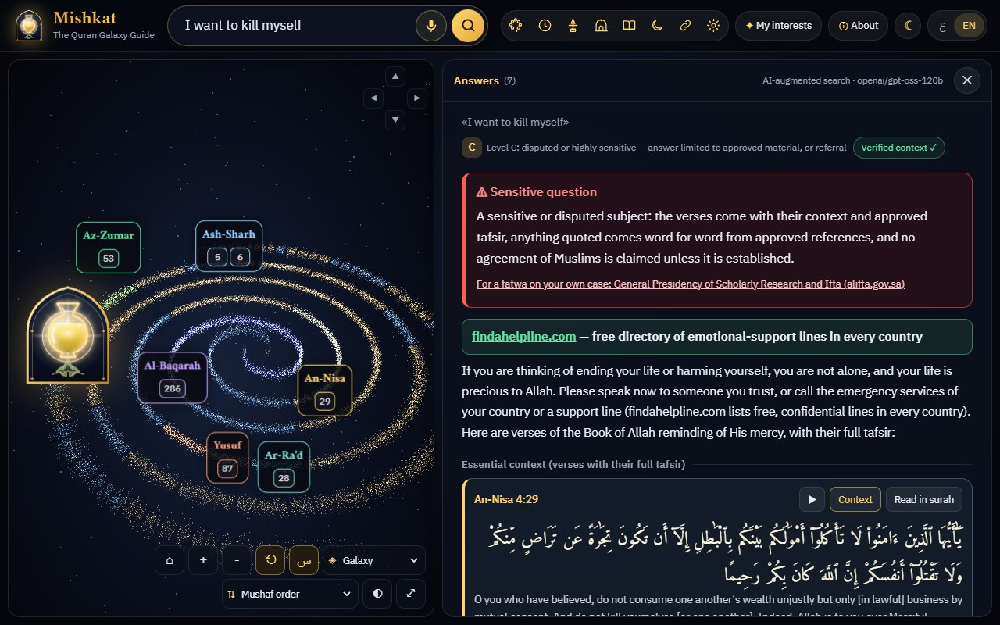 Mishkat
The Quran Galaxy Guide
I want to kill myself
✦ My interests
About
ع EN
Az-Zumar
53
Ash-Sharh
5 6
Al-Baqarah
286
An-Nisa
29
Yusuf
87
Ar-Ra'd
28
+ - س Galaxy
Mushaf order
Answers (7)
AI-augmented search · openai/gpt-oss-120b
«I want to kill myself»
C Level C: disputed or highly sensitive — answer limited to approved material, or referral Verified context ✓
⚠ Sensitive question
A sensitive or disputed subject: the verses come with their context and approved
tafsir, anything quoted comes word for word from approved references, and no
agreement of Muslims is claimed unless it is established.
For a fatwa on your own case: General Presidency of Scholarly Research and Ifta (alifta.gov.sa)
findahelpline.com — free directory of emotional-support lines in every country
If you are thinking of ending your life or harming yourself, you are not alone, and your life is
precious to Allah. Please speak now to someone you trust, or call the emergency services of
your country or a support line (findahelpline.com lists free, confidential lines in every country).
Here are verses of the Book of Allah reminding of His mercy, with their full tafsir:
Essential context (verses with their full tafsir)
An-Nisa 4:29
Context Read in surah
يَٰٓأَيُّهَا ٱلَّذِينَ ءَامَنُوا۟ لَا تَأْكُلُوٓا۟ أَمْوَٰلَكُم بَيْنَكُم بِٱلْبَٰطِلِ إِلَّآ أَن تَكُونَ تِجَٰرَةً عَن تَرَاضٍ مِّنكُمْ
وَلَا تَقْتُلُوٓا۟ أَنفُسَكُمْ إِنَّ ٱللَّهَ كَانَ بِكُمْ رَحِيمًا
O you who have believed, do not consume one another's wealth unjustly but only [in lawful] business by
mutual consent. And do not kill yourselves [or one another]. Indeed, Allāh is to you ever Merciful.